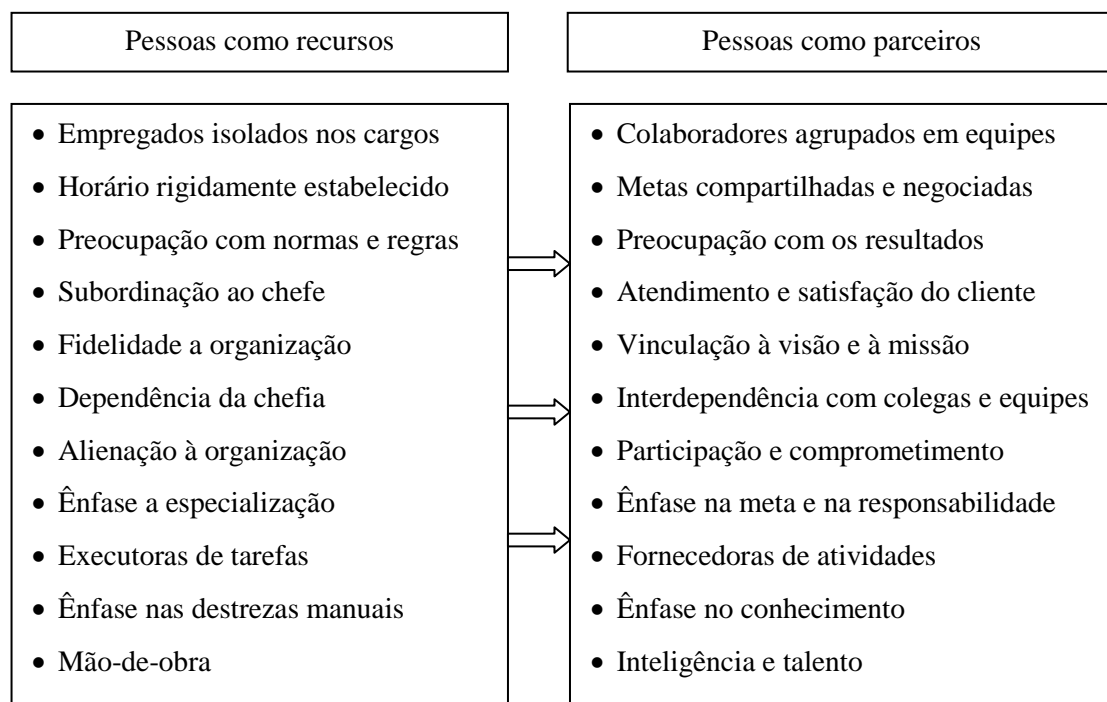 Pessoas como recursos
Pessoas como parceiros
• Empregados isolados nos cargos
• Horário rigidamente estabelecido
• Preocupação com normas e regras
• Subordinação ao chefe
• Fidelidade a organização
• Dependência da chefia
• Alienação à organização
• Ênfase a especialização
• Executoras de tarefas
• Ênfase nas destrezas manuais
• Mão-de-obra
• Colaboradores agrupados em equipes
• Metas compartilhadas e negociadas
• Preocupação com os resultados
• Atendimento e satisfação do cliente
• Vinculação à visão e à missão
• Interdependência com colegas e equipes
• Participação e comprometimento
• Ênfase na meta e na responsabilidade
• Fornecedoras de atividades
• Ênfase no conhecimento
• Inteligência e talento